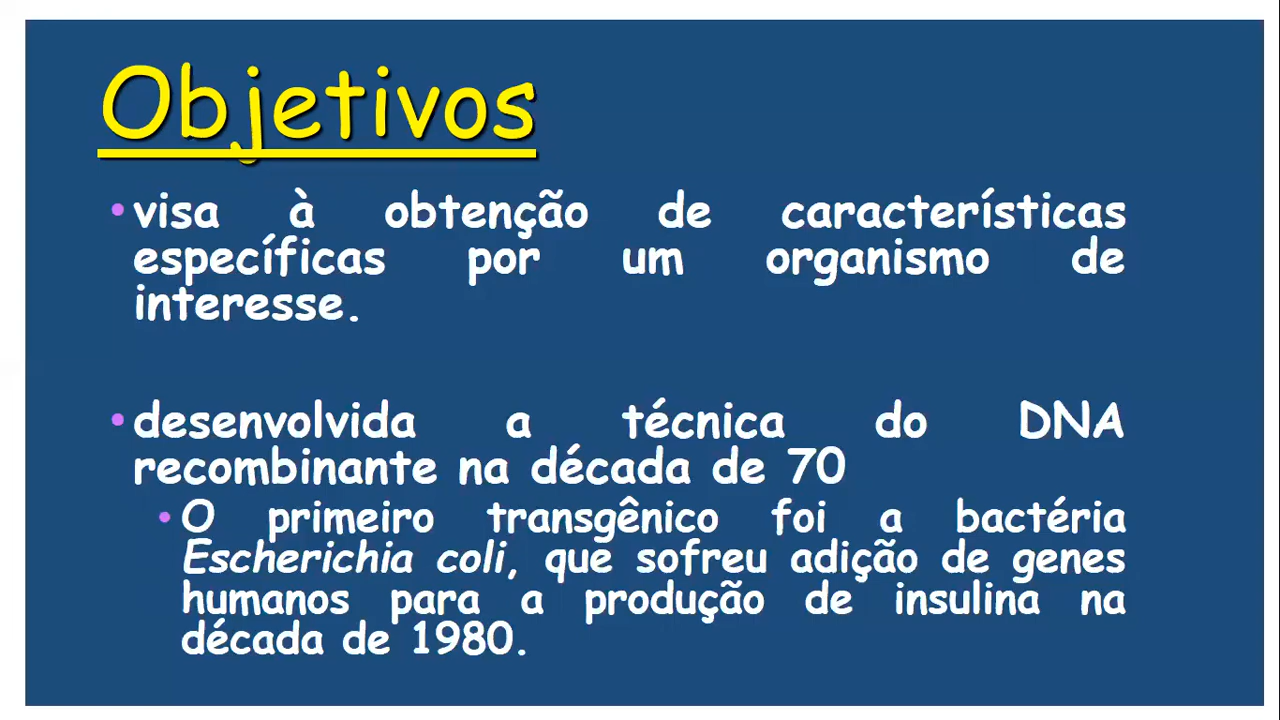 Objetivos
•visa à obtenção de características
específicas por um organismo de
interesse.
•desenvolvida a técnica do DNA
recombinante na década de 70
•O primeiro transgênico foi a bactéria
Escherichia coli, que sofreu adição de genes
humanos para a produção de insulina na
década de 1980.